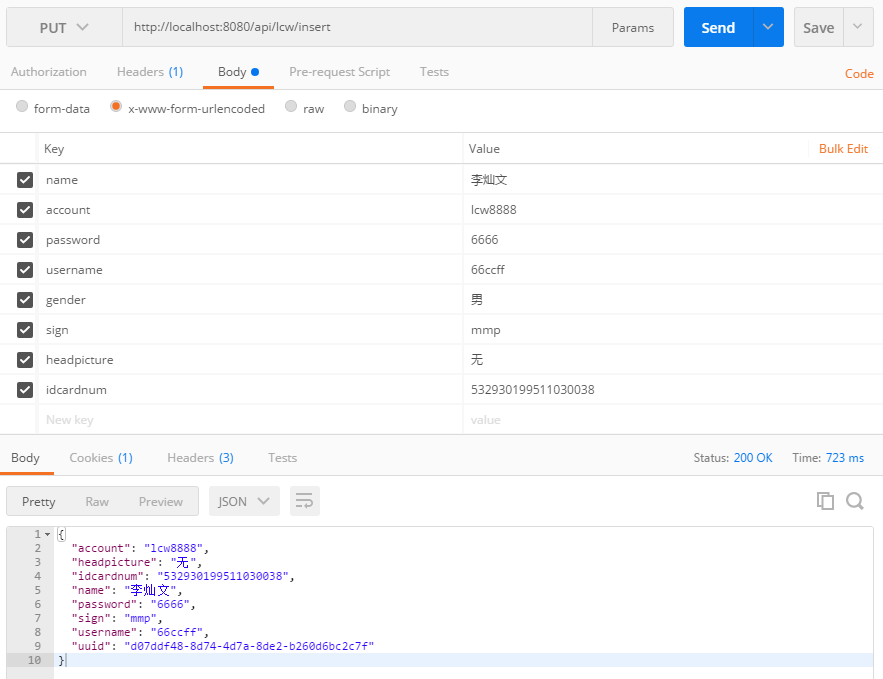 PUT http://localhost:8080/api/lcw/insert Params Send Save
Authorization Headers (1) Body Pre-request Script Tests Code
form-data x-www-form-urlencoded raw binary
Key Value Bulk Edit
name 李灿文
account lcw8888
password 6666
username 66ccff
gender 男
sign mmp
headpicture 无
idcardnum 532930199511030038
New key value
Body Cookies (1) Headers (3) Tests Status: 200 OK Time: 723 ms
Pretty Raw Preview JSON
1 {
2 "account": "lcw8888",
3 "headpicture": "无",
4 "idcardnum": "532930199511030038",
5 "name": "李灿文",
6 "password": "6666",
7 "sign": "mmp",
8 "username": "66ccff",
9 "uuid": "d07ddf48-8d74-4d7a-8de2-b260d6bc2c7f"
10 }